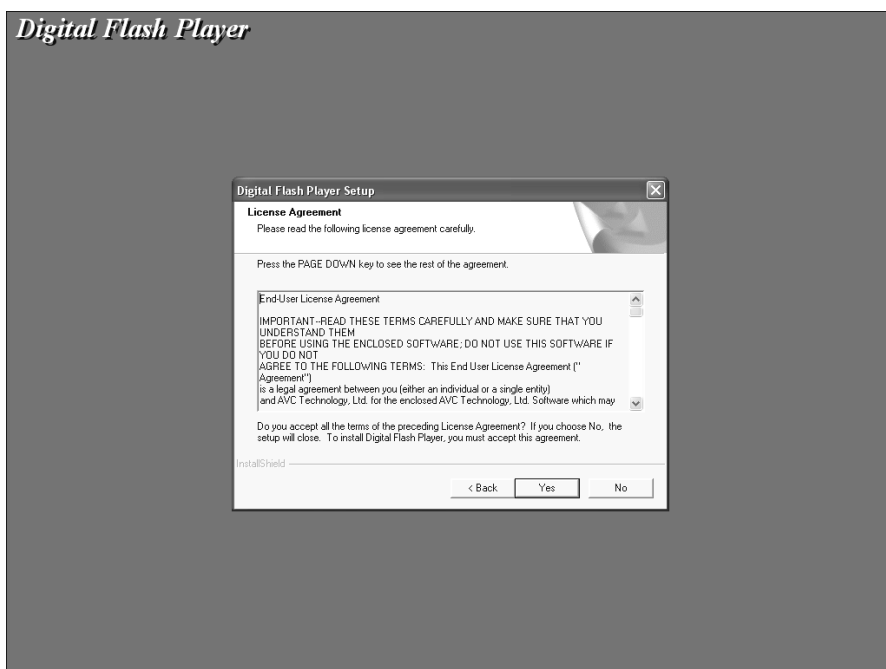 Digital Flash Player
Digital Flash Player Setup
License Agreement
Please read the following license agreement carefully.
Press the PAGE DOWN key to see the rest of the agreement.
End-User License Agreement
IMPORTANT--READ THESE TERMS CAREFULLY AND MAKE SURE THAT YOU
UNDERSTAND THEM
BEFORE USING THE ENCLOSED SOFTWARE; DO NOT USE THIS SOFTWARE IF
YOU DO NOT
AGREE TO THE FOLLOWING TERMS:  This End User License Agreement ("
Agreement")
is a legal agreement between you (either an individual or a single entity)
and AVC Technology, Ltd. for the enclosed AVC Technology, Ltd. Software which may
Do you accept all the terms of the preceding License Agreement?  If you choose No,  the
setup will close.  To install Digital Flash Player, you must accept this agreement.
InstallShield
< Back
Yes
No